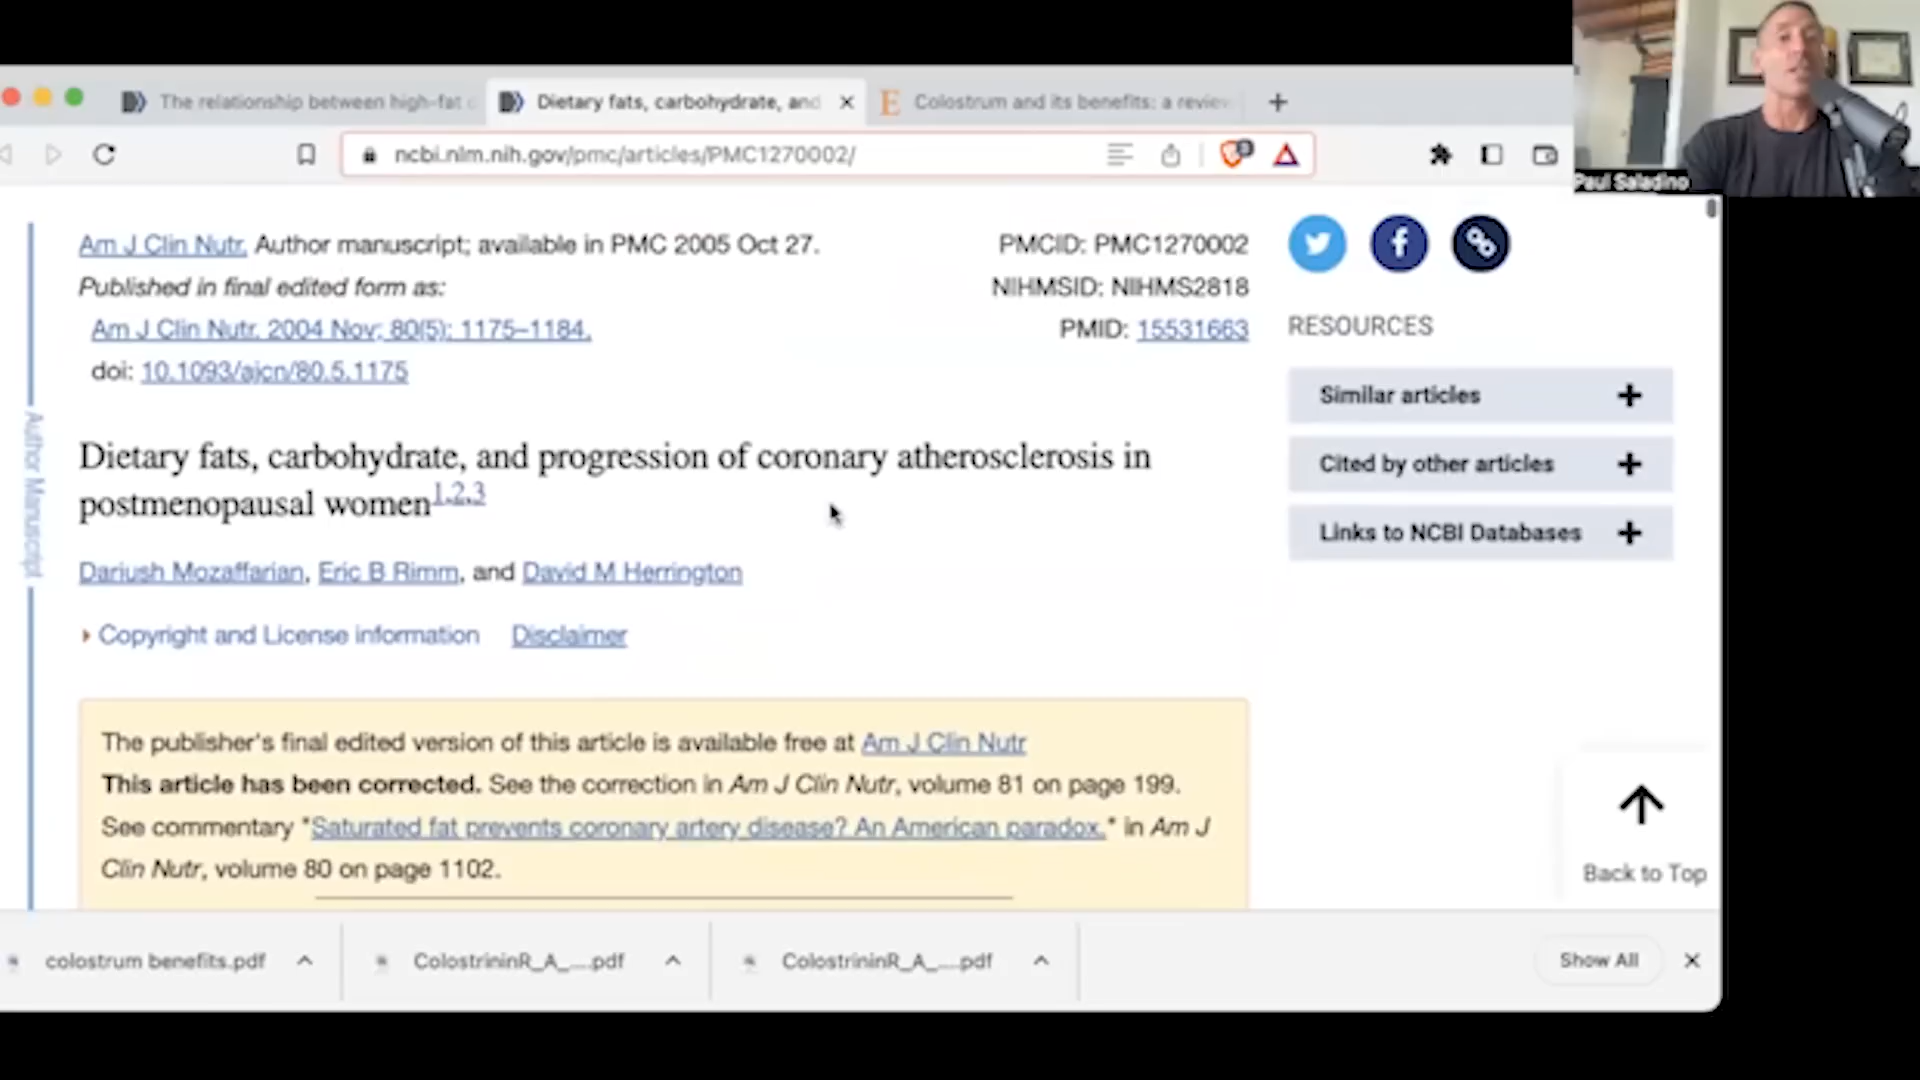 The relationship between high-fat
Dietary fats, carbohydrate, and
E Colostrum and its benefits: a review
ncbi.nlm.nih.gov/pmc/articles/PMC1270002/
Paul Saladino
Am J Clin Nutr. Author manuscript; available in PMC 2005 Oct 27.
PMCID: PMC1270002
Published in final edited form as:
NIHMSID: NIHMS2818
Am J Clin Nutr. 2004 Nov; 80(5): 1175–1184.
PMID: 15531663
doi: 10.1093/ajcn/80.5.1175
Author Manuscript
Dietary fats, carbohydrate, and progression of coronary atherosclerosis in
postmenopausal women1,2,3
Dariush Mozaffarian, Eric B Rimm, and David M Herrington
Copyright and License information Disclaimer
The publisher's final edited version of this article is available free at Am J Clin Nutr
This article has been corrected. See the correction in Am J Clin Nutr, volume 81 on page 199.
See commentary "Saturated fat prevents coronary artery disease? An American paradox." in Am J
Clin Nutr, volume 80 on page 1102.
RESOURCES
Similar articles +
Cited by other articles +
Links to NCBI Databases +
Back to Top
colostrum benefits.pdf
ColostrininR_A_....pdf
ColostrininR_A_....pdf
Show All